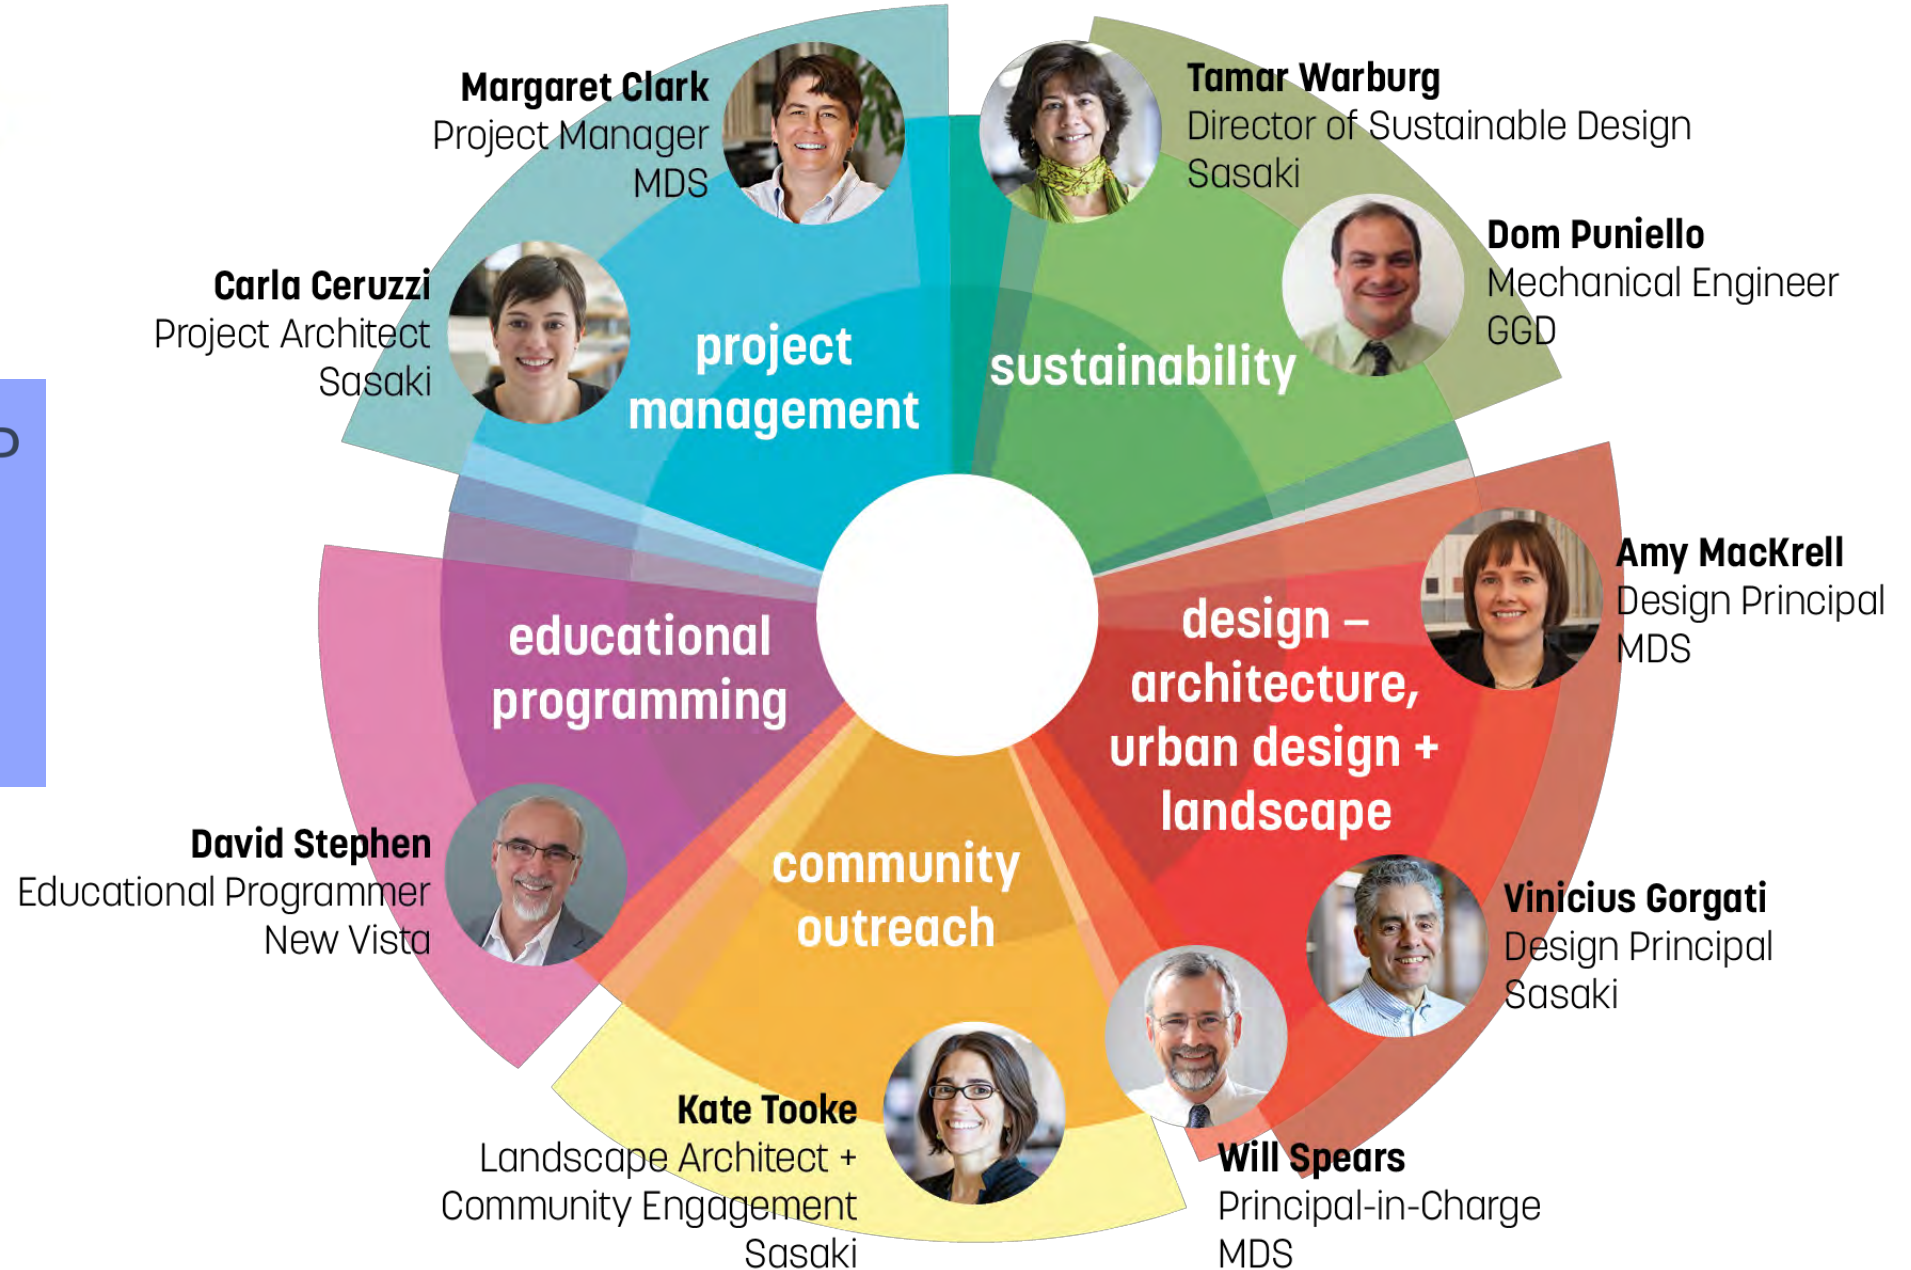 Margaret Clark
Project Manager
MDS
Tamar Warburg
Director of Sustainable Design
Sasaki
Dom Puniello
Mechanical Engineer
GGD
Carla Ceruzzi
Project Architect
Sasaki
project
management
sustainability
Amy MacKrell
Design Principal
MDS
educational
programming
design –
architecture,
urban design +
landscape
David Stephen
Educational Programmer
New Vista
community
outreach
Vinicius Gorgati
Design Principal
Sasaki
Kate Tooke
Landscape Architect +
Community Engagement
Sasaki
Will Spears
Principal-in-Charge
MDS